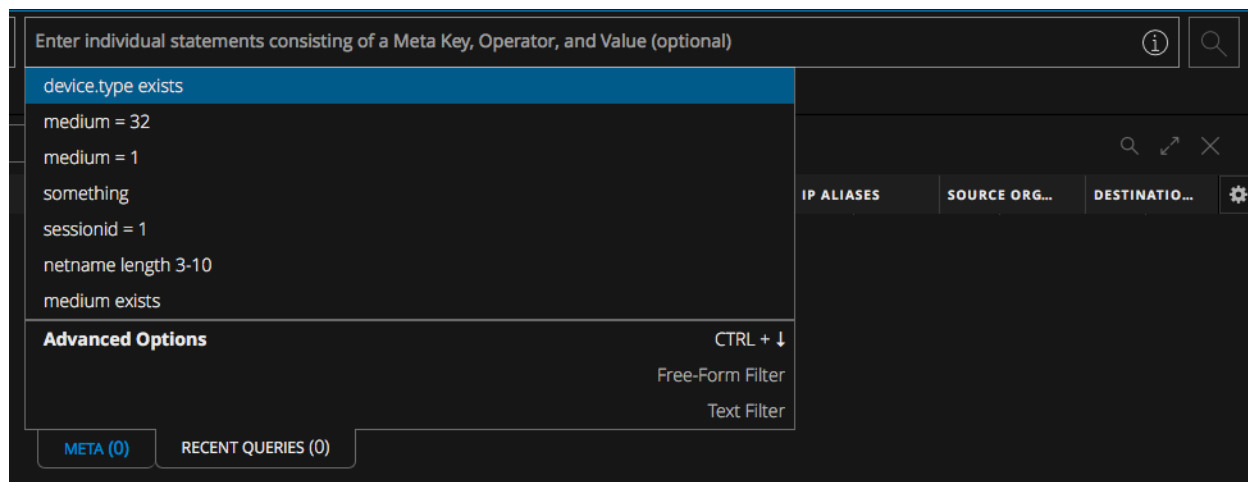 Enter individual statements consisting of a Meta Key, Operator, and Value (optional)
device.type exists
medium = 32
medium = 1
something
sessionid = 1
netname length 3-10
medium exists
IP ALIASES SOURCE ORG... DESTINATIO...
Advanced Options CTRL + ↓
Free-Form Filter
Text Filter
META (0) RECENT QUERIES (0)